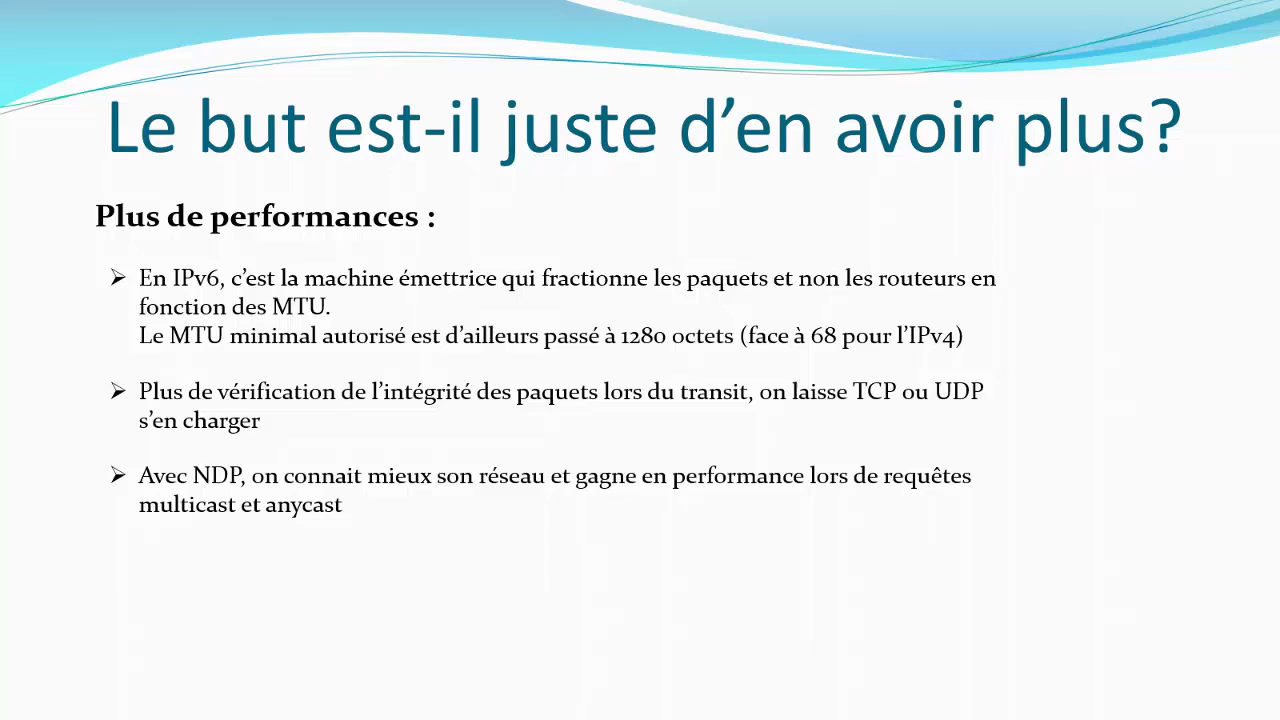 Le but est-il juste d’en avoir plus?
Plus de performances :
➢ En IPv6, c’est la machine émettrice qui fractionne les paquets et non les routeurs en
fonction des MTU.
Le MTU minimal autorisé est d’ailleurs passé à 1280 octets (face à 68 pour l’IPv4)
➢ Plus de vérification de l’intégrité des paquets lors du transit, on laisse TCP ou UDP
s’en charger
➢ Avec NDP, on connait mieux son réseau et gagne en performance lors de requêtes
multicast et anycast